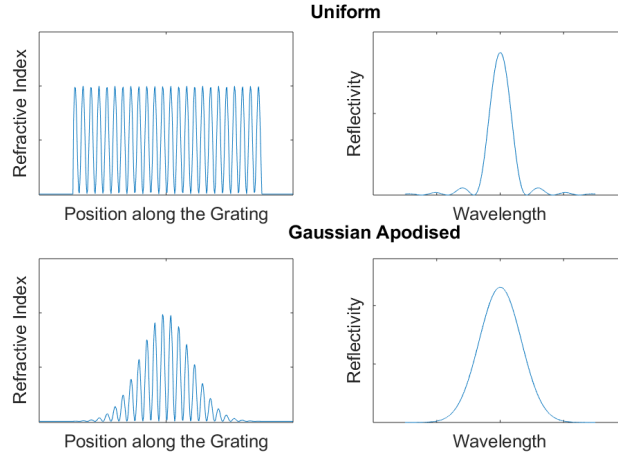 Uniform
Refractive Index
Position along the Grating
Reflectivity
Wavelength
Gaussian Apodised
Refractive Index
Position along the Grating
Reflectivity
Wavelength